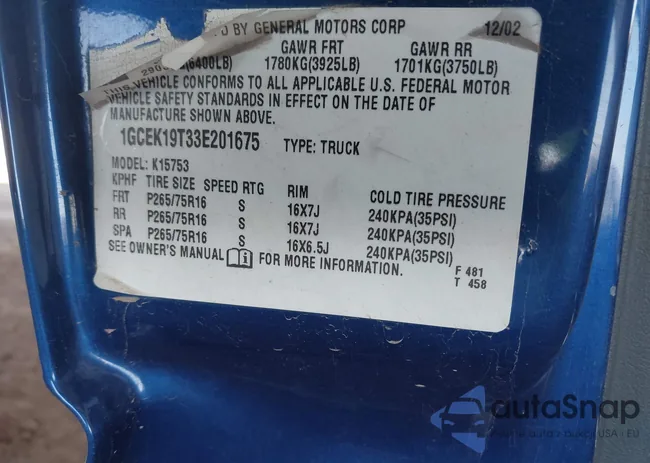 D BY GENERAL MOTORS CORP 12/02
GAWR FRT GAWR RR
(6400LB) 1780KG(3925LB) 1701KG(3750LB)
THIS VEHICLE CONFORMS TO ALL APPLICABLE U.S. FEDERAL MOTOR
VEHICLE SAFETY STANDARDS IN EFFECT ON THE DATE OF
MANUFACTURE SHOWN ABOVE.
1GCEK19T33E201675 TYPE: TRUCK
MODEL: K15753
KPHF TIRE SIZE SPEED RTG RIM COLD TIRE PRESSURE
FRT P265/75R16 S 16X7J 240KPA(35PSI)
RR P265/75R16 S 16X7J 240KPA(35PSI)
SPA P265/75R16 S 16X6.5J 240KPA(35PSI)
SEE OWNER'S MANUAL FOR MORE INFORMATION.
F 481
T 458
autaSnap
USA - EU